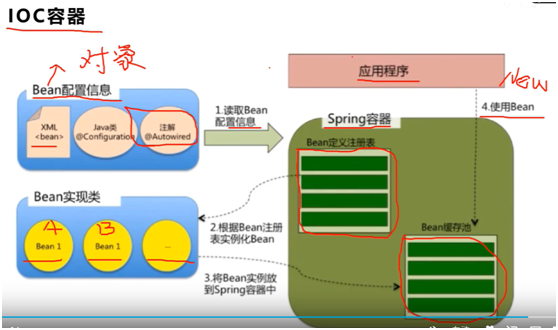 IOC容器
对象
Bean配置信息
XML
<bean>
Java类
@Configuration
注解
@Autowired
1.读取Bean
配置信息
应用程序
new
4.使用Bean
Spring容器
Bean定义注册表
Bean实现类
A
B
Bean 1
Bean 1
...
2.根据Bean注册
表实例化Bean
3.将Bean实例放
到Spring容器中
Bean缓存池